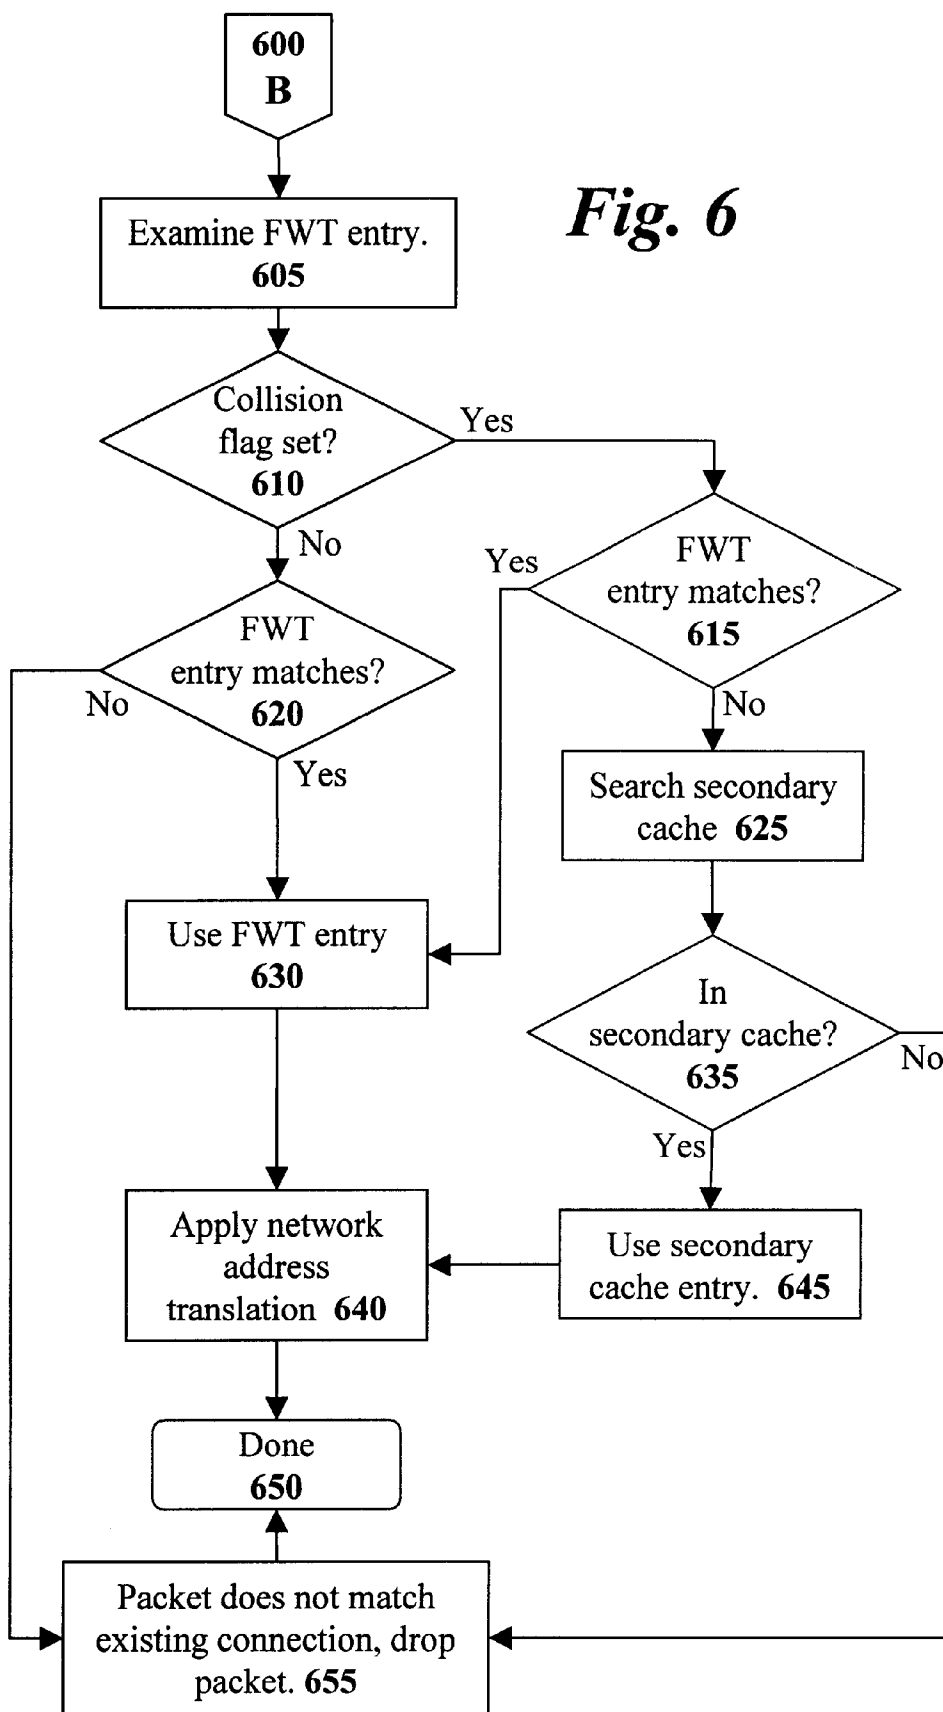 600
B
Fig. 6
Examine FWT entry.
605
Collision
flag set?
610
Yes
No
FWT
entry matches?
615
Yes
No
FWT
entry matches?
620
No
Yes
Search secondary
cache 625
Use FWT entry
630
In
secondary cache?
635
No
Yes
Apply network
address
translation 640
Use secondary
cache entry. 645
Done
650
Packet does not match
existing connection, drop
packet. 655